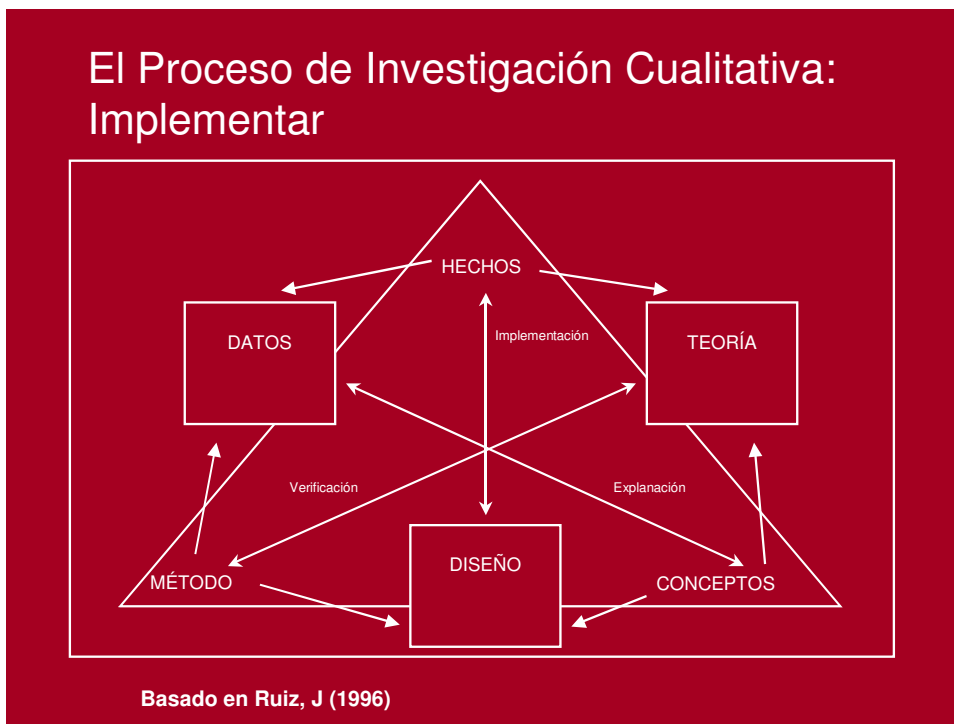 El Proceso de Investigación Cualitativa:
Implementar
HECHOS
Implementación
DATOS
TEORÍA
Verificación
Explanación
DISEÑO
MÉTODO
CONCEPTOS
Basado en Ruiz, J (1996)